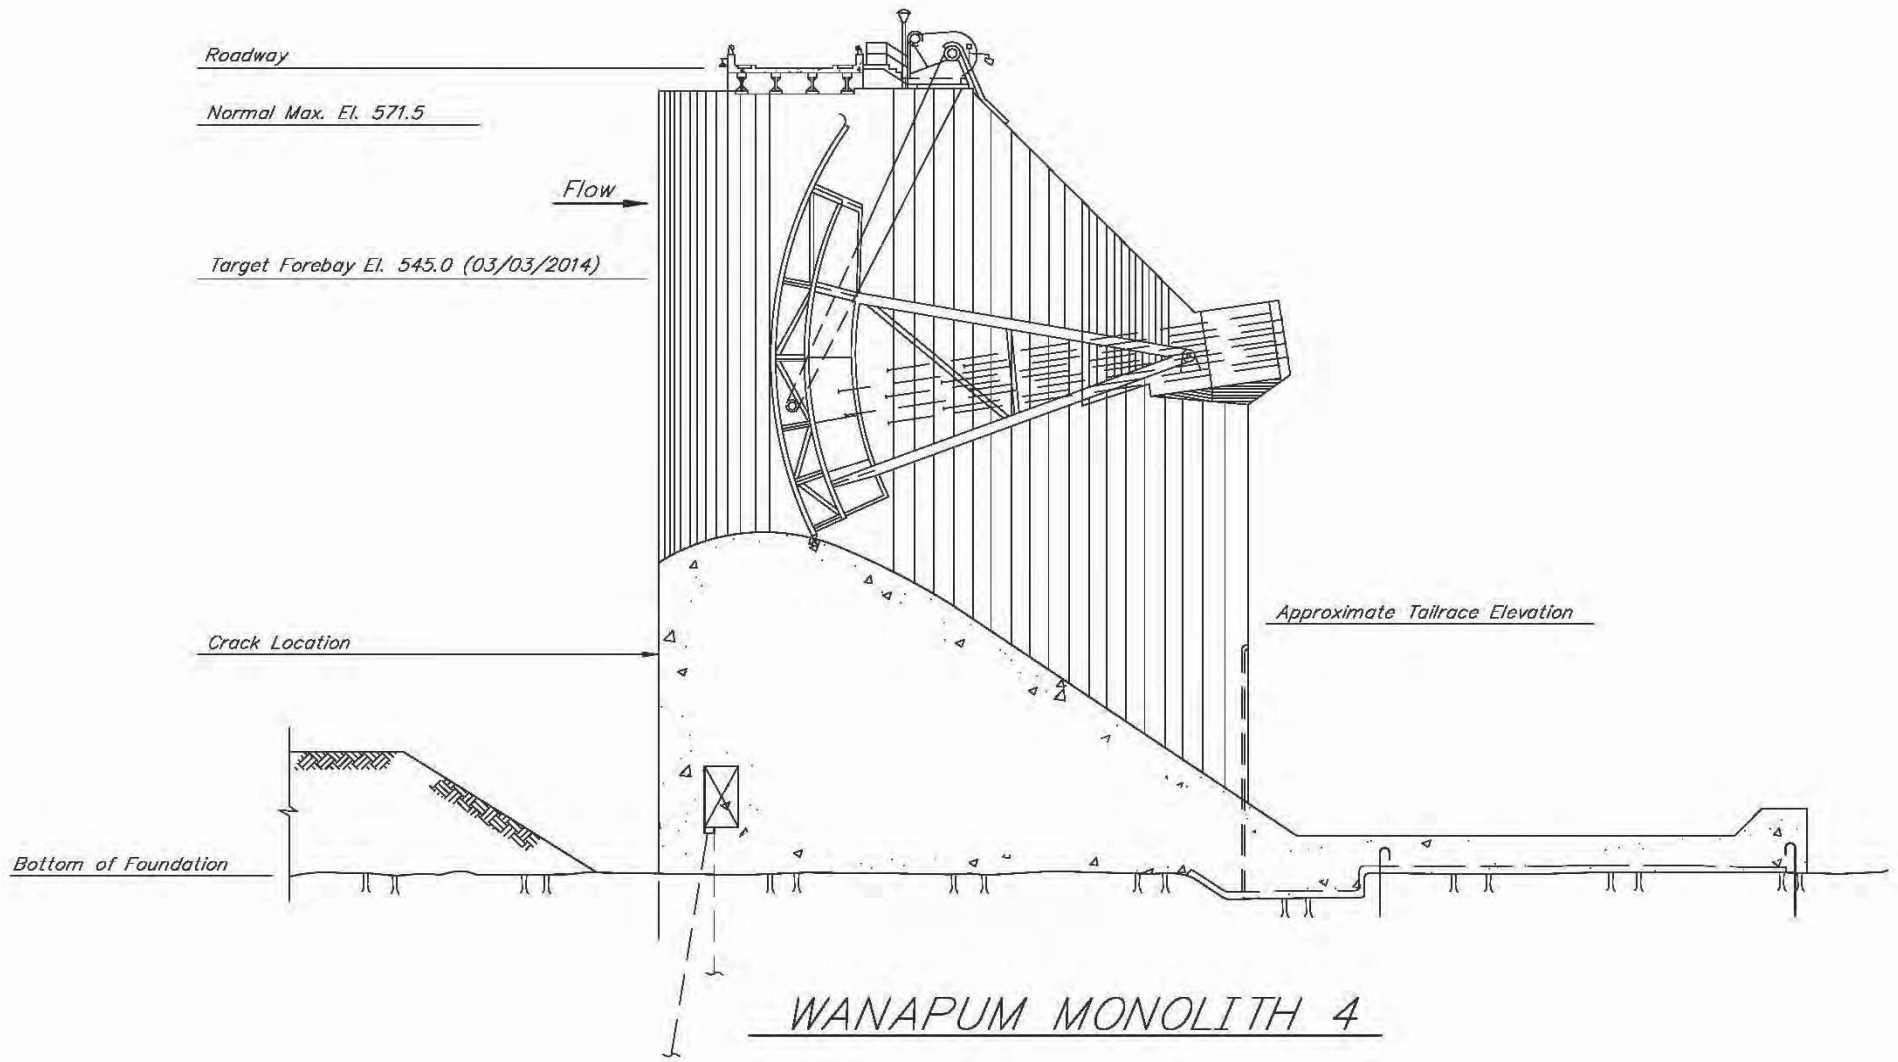 Roadway
Normal Max. El. 571.5
Flow
Target Forebay El. 545.0 (03/03/2014)
Approximate Tailrace Elevation
Crack Location
Bottom of Foundation
WANAPUM MONOLITH 4